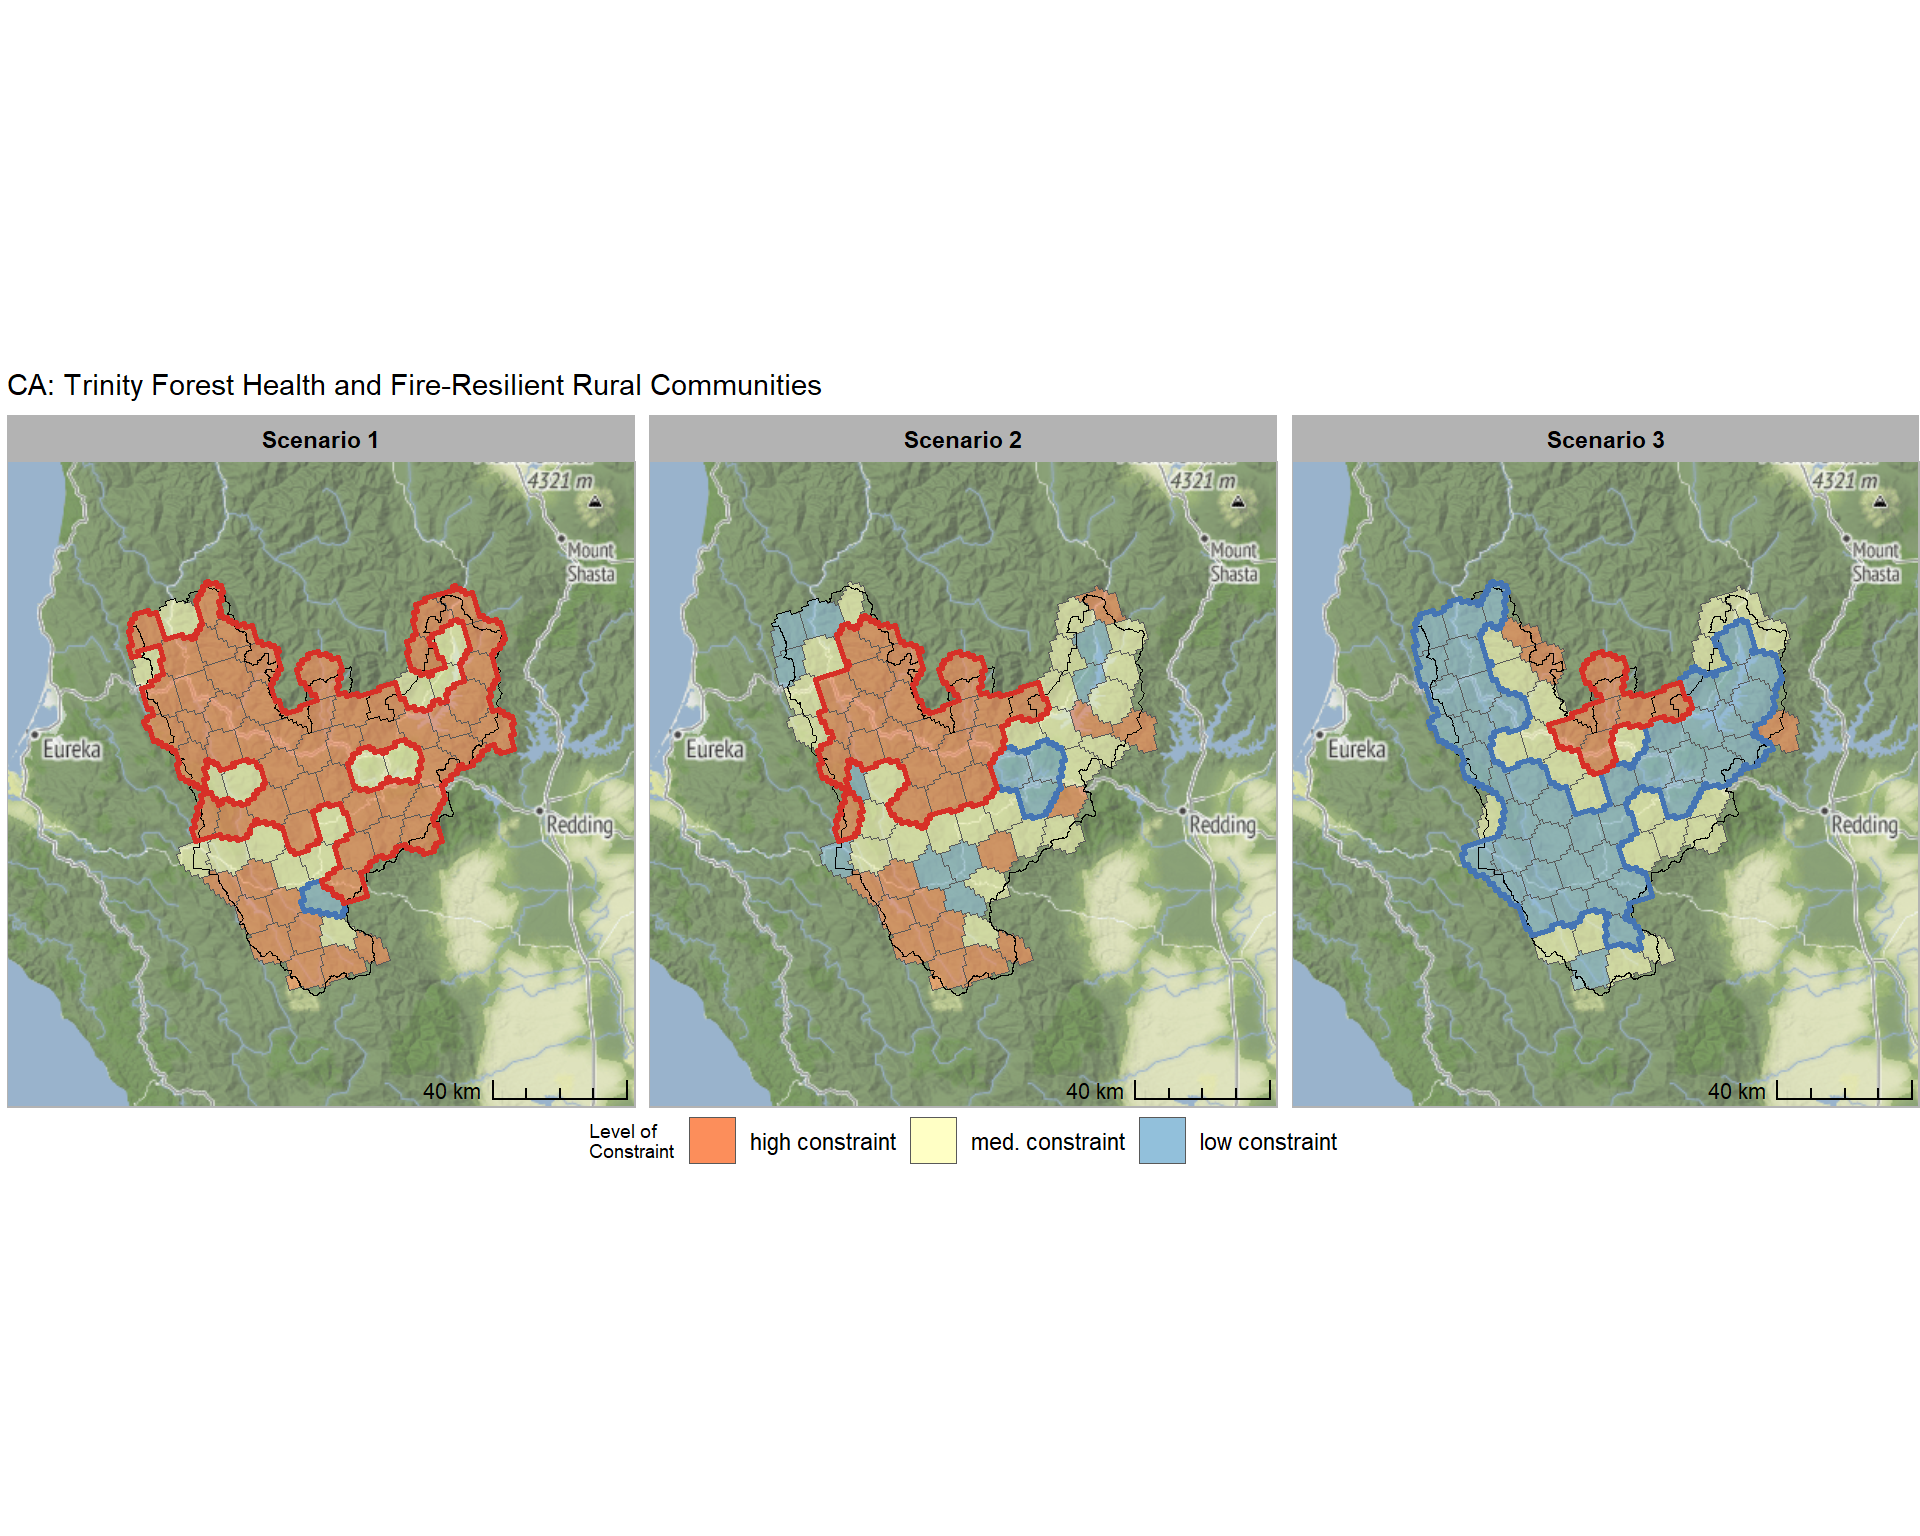 CA: Trinity Forest Health and Fire-Resilient Rural Communities
Scenario 1
Scenario 2
Scenario 3
4321 m
Mount
Shasta
Eureka
Redding
40 km
4321 m
Mount
Shasta
Eureka
Redding
40 km
4321 m
Mount
Shasta
Eureka
Redding
40 km
Level of
Constraint
high constraint
med. constraint
low constraint